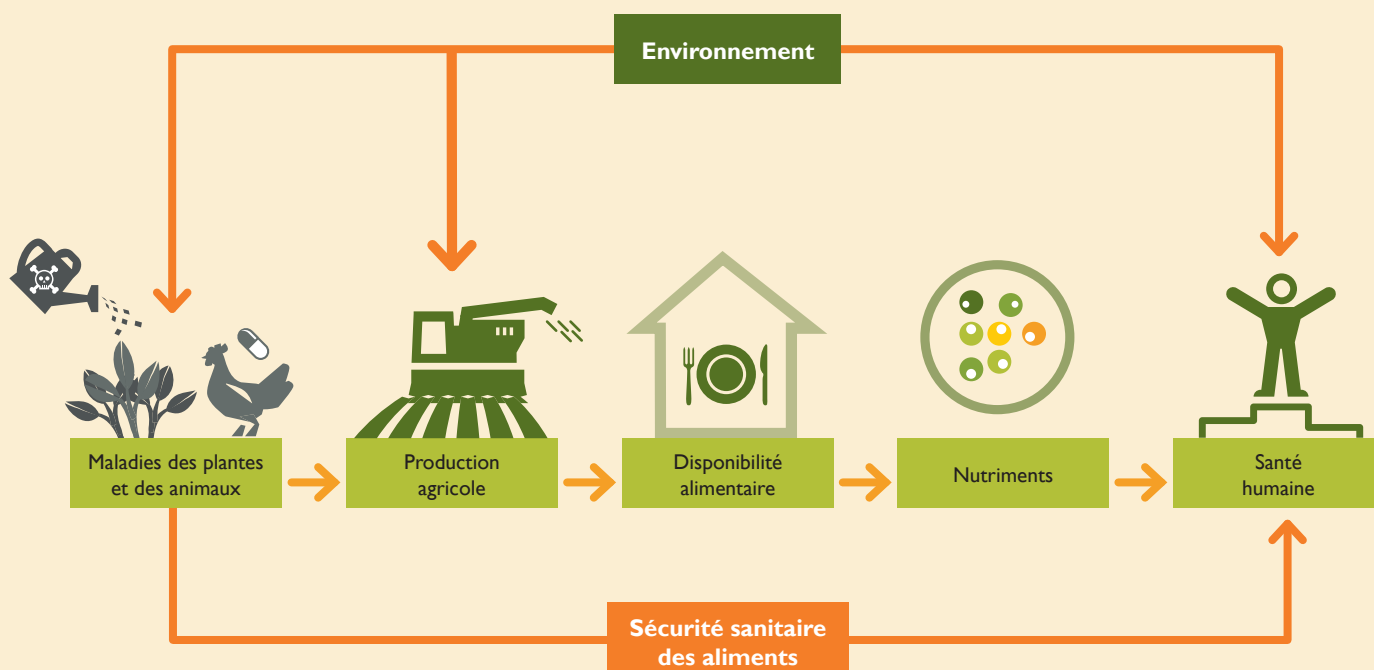 Environnement
Maladies des plantes
et des animaux
Production
agricole
Disponibilité
alimentaire
Nutriments
Santé
humaine
Sécurité sanitaire
des aliments